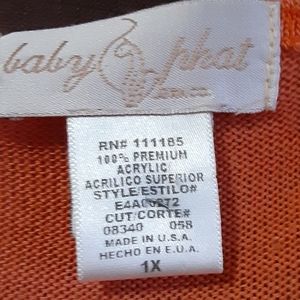 baby phat
RN# 111185
100% PREMIUM
ACRYLIC/
ACRILICO SUPERIOR
STYLE/ESTILO#
CUT/CORTE#
08340 058
MADE IN U.S.A.
HECHO EN E.U.A.
1X